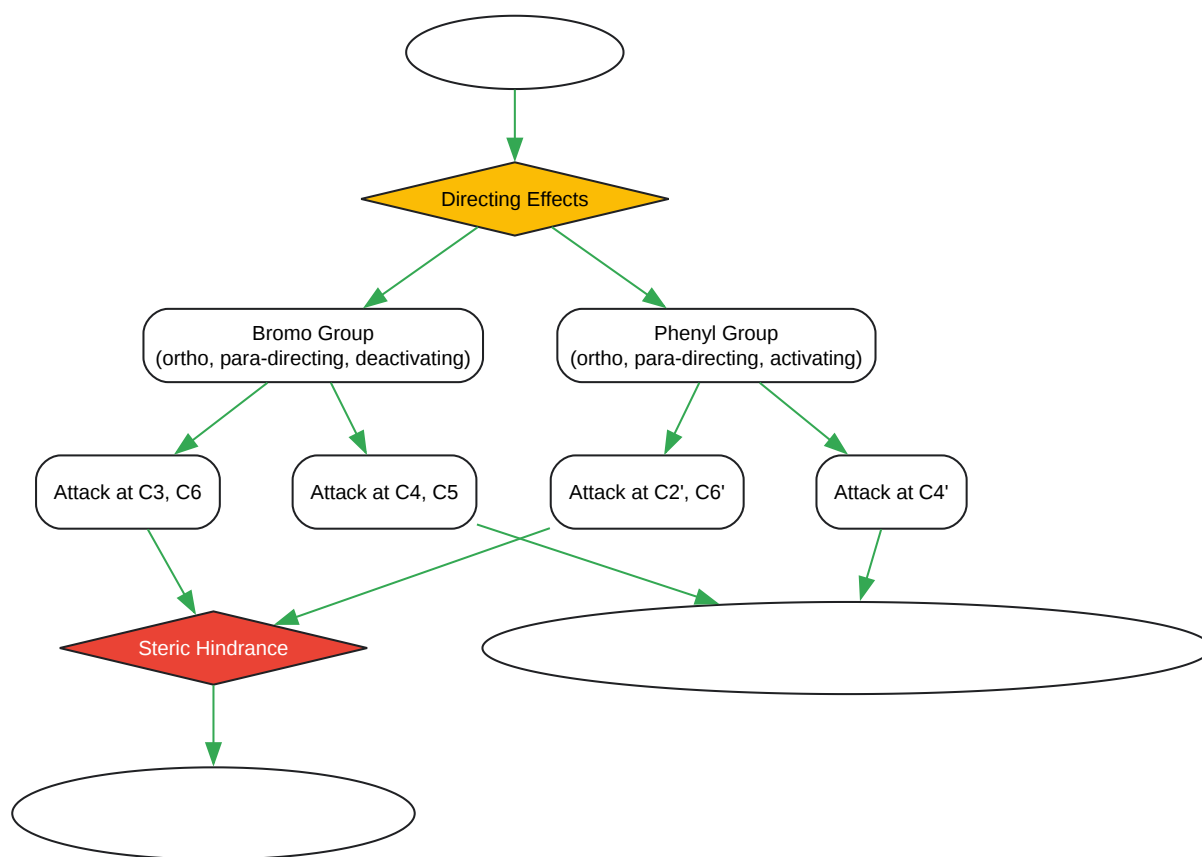 Directing Effects
Bromo Group
(ortho, para-directing, deactivating)
Phenyl Group
(ortho, para-directing, activating)
Attack at C3, C6
Attack at C4, C5
Attack at C2', C6'
Attack at C4'
Steric Hindrance